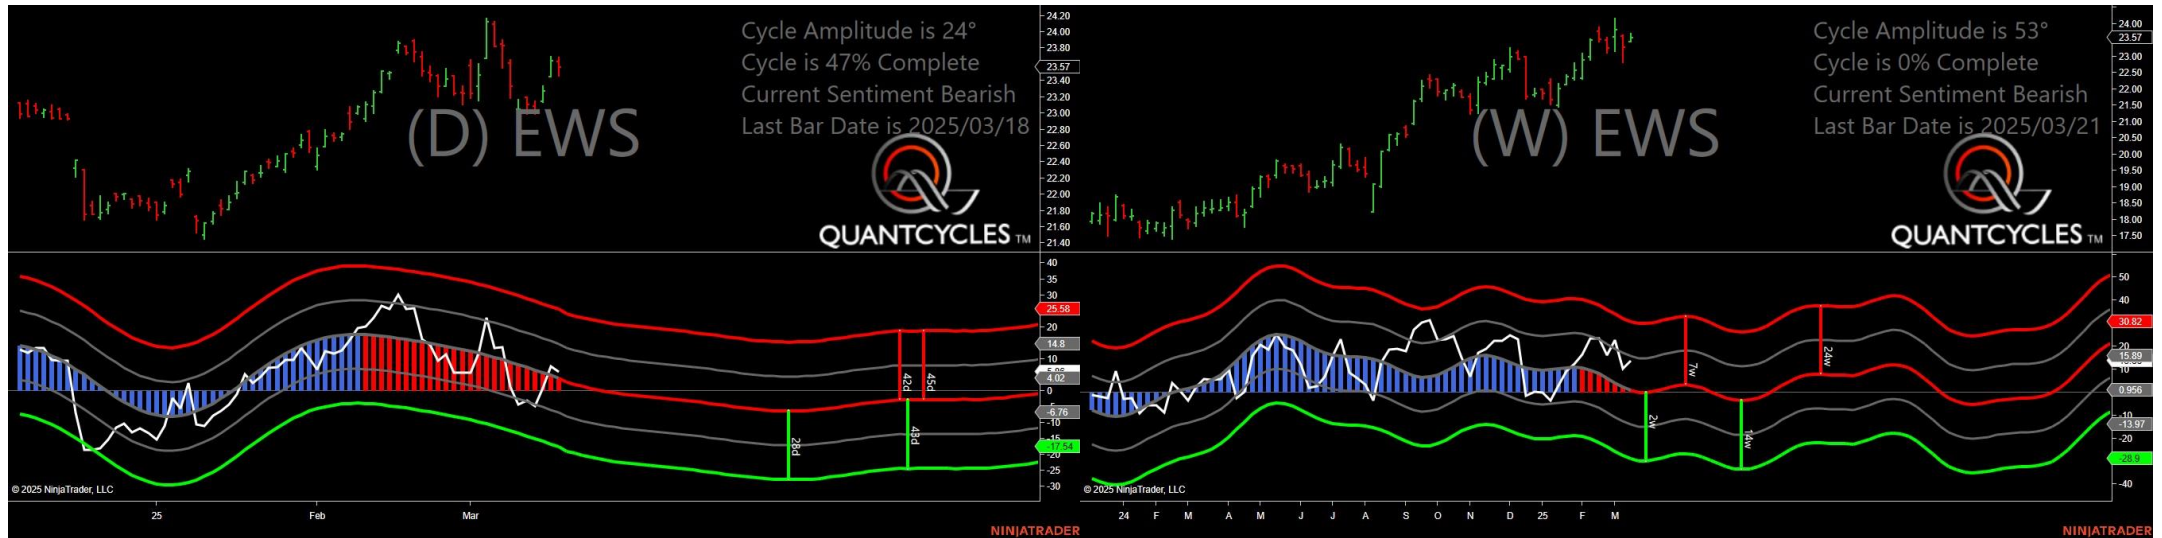 Cycle Amplitude is 24°
Cycle is 47% Complete
Current Sentiment Bearish
Last Bar Date is 2025/03/18
(D) EWS
QUANTCYCLES TM
24.20
24.00
23.80
23.57
23.40
23.20
23.00
22.80
22.60
22.40
22.20
22.00
21.80
21.60
21.40
40
35
30
25.58
20
14.8
10
4.02
0
-6.76
-10
-15
-17.54
-20
-25
-30
42d
45d
28d
43d
© 2025 NinjaTrader, LLC
25
Feb
Mar
NINJATRADER
Cycle Amplitude is 53°
Cycle is 0% Complete
Current Sentiment Bearish
Last Bar Date is 2025/03/21
(W) EWS
QUANTCYCLES TM
24.00
23.57
23.00
22.50
22.00
21.50
21.00
20.50
20.00
19.50
19.00
18.50
18.00
17.50
50
40
30.82
20
15.89
10
0.956
-10
-13.97
-20
-28.9
-40
7w
24w
2w
14w
© 2025 NinjaTrader, LLC
24 F M A M J J A S O N D 25 F M
NINJATRADER